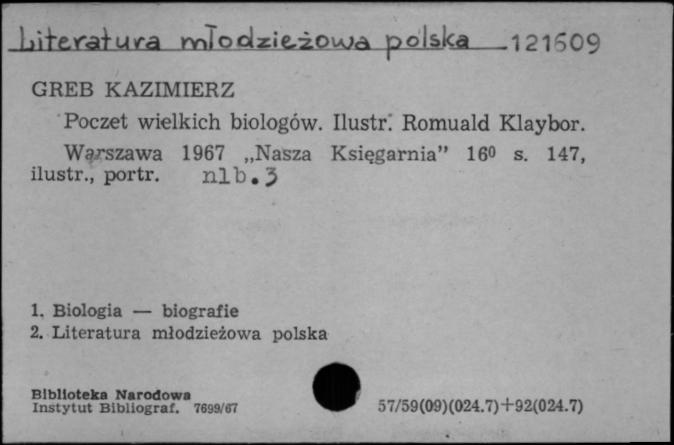 Literatura młodzieżowa polska 121609
GREB KAZIMIERZ
Poczet wielkich biologów. Ilustr. Romuald Klaybor.
Warszawa 1967 „Nasza Księgarnia” 16⁰ s. 147,
ilustr., portr. nlb. 3
1. Biologia — biografie
2. Literatura młodzieżowa polska
Biblioteka Narodowa
Instytut Bibliograf. 7699/67
57/59(09)(024.7)+92(024.7)